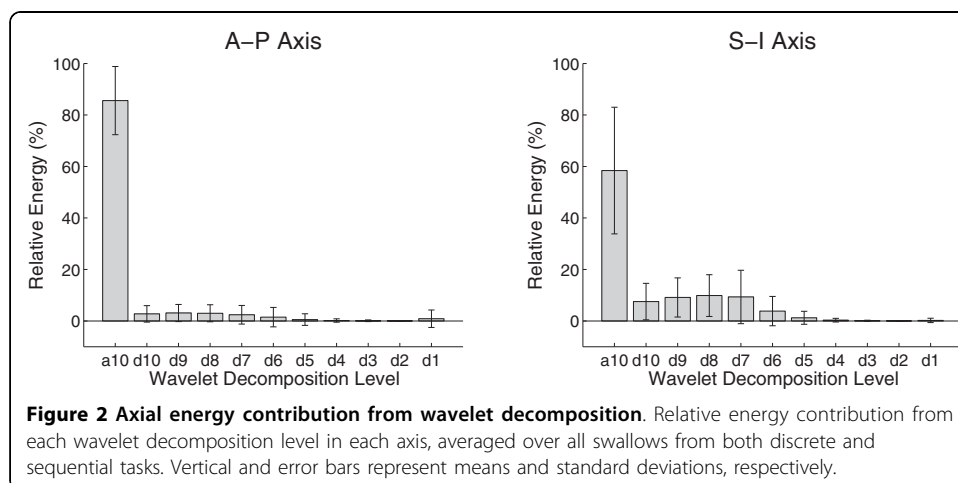 A–P Axis
100
80
60
40
20
0
Relative Energy (%)
a10 d10 d9 d8 d7 d6 d5 d4 d3 d2 d1
Wavelet Decomposition Level
S–I Axis
100
80
60
40
20
0
Relative Energy (%)
a10 d10 d9 d8 d7 d6 d5 d4 d3 d2 d1
Wavelet Decomposition Level
Figure 2 Axial energy contribution from wavelet decomposition. Relative energy contribution from
each wavelet decomposition level in each axis, averaged over all swallows from both discrete and
sequential tasks. Vertical and error bars represent means and standard deviations, respectively.